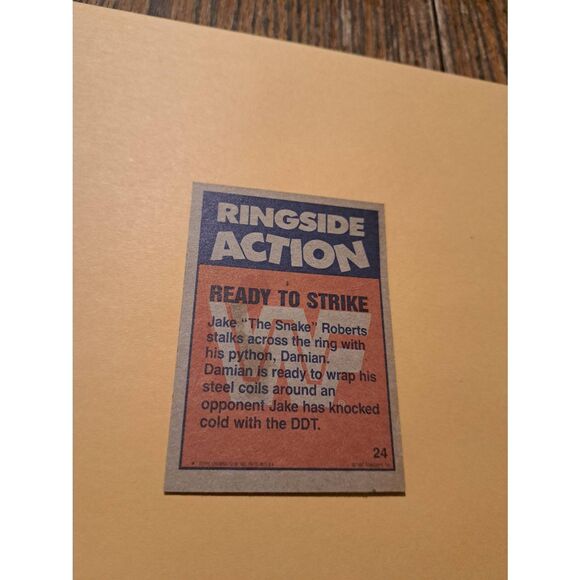 RINGSIDE
ACTION
READY TO STRIKE
Jake "The Snake" Roberts
stalks across the ring with
his python, Damian.
Damian is ready to wrap his
steel coils around an
opponent Jake has knocked
cold with the DDT.
24